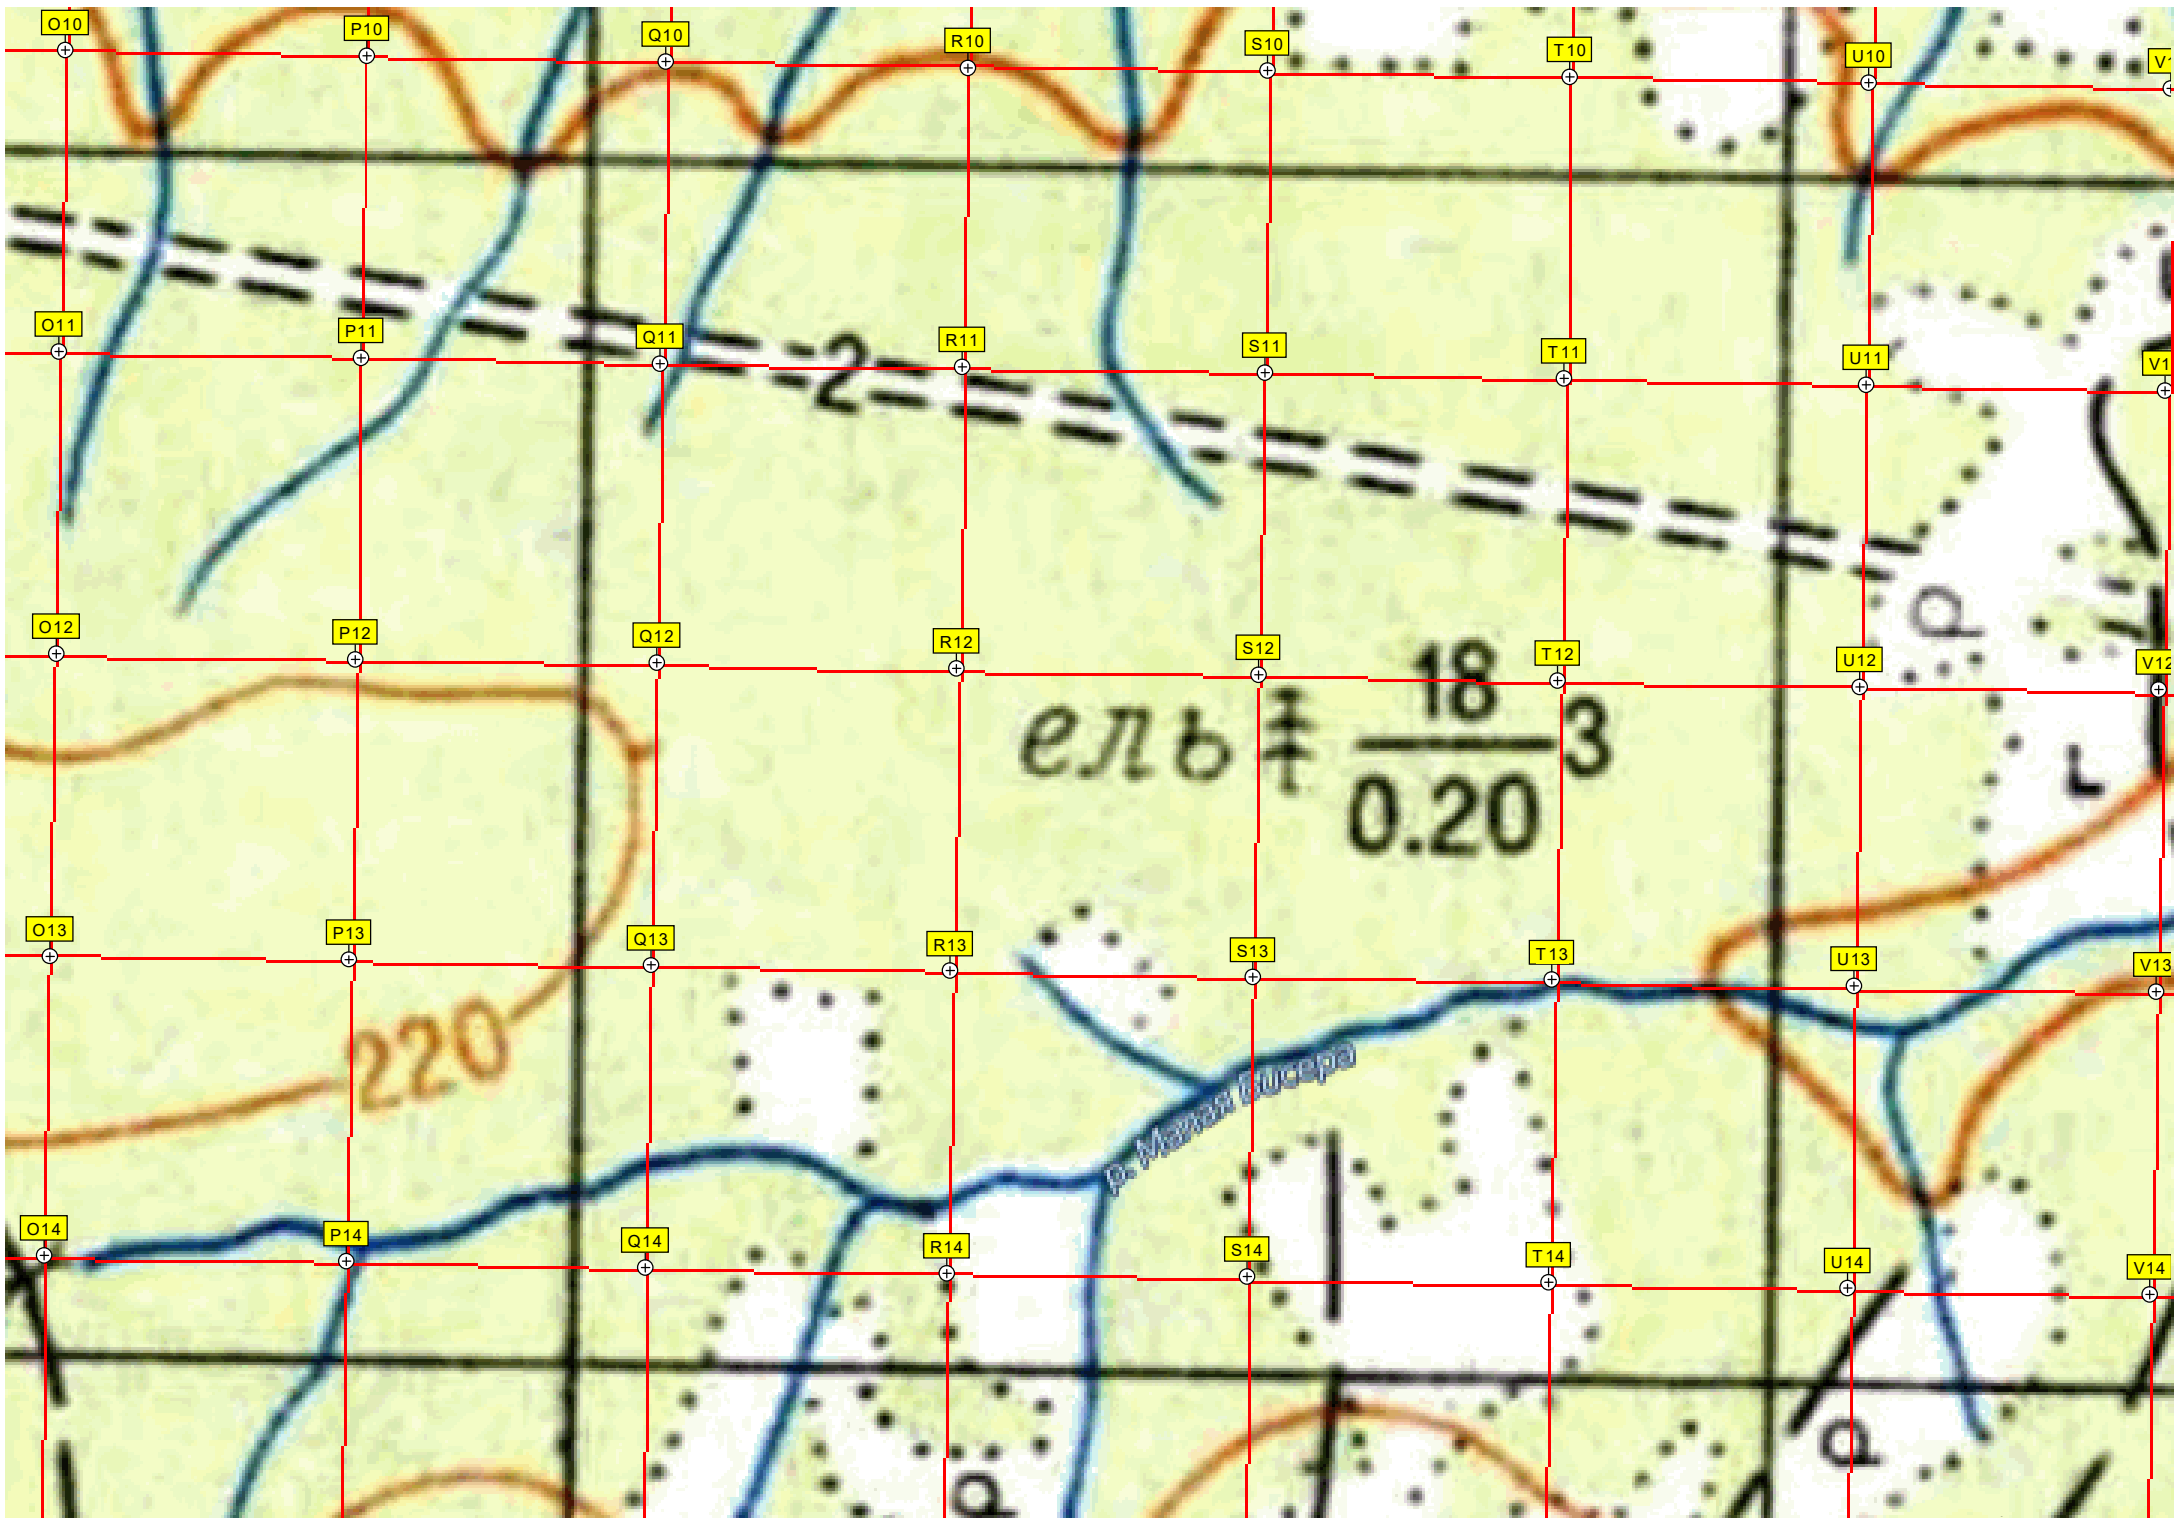 O10 P10 Q10 R10 S10 T10 U10
O11 P11 Q11 R11 S11 T11 U11
2
O12 P12 Q12 R12 S12 T12 U12 V12
ель 18 3
0.20
O13 P13 Q13 R13 S13 T13 U13 V13
220
р. Малая Бисера
O14 P14 Q14 R14 S14 T14 U14 V14